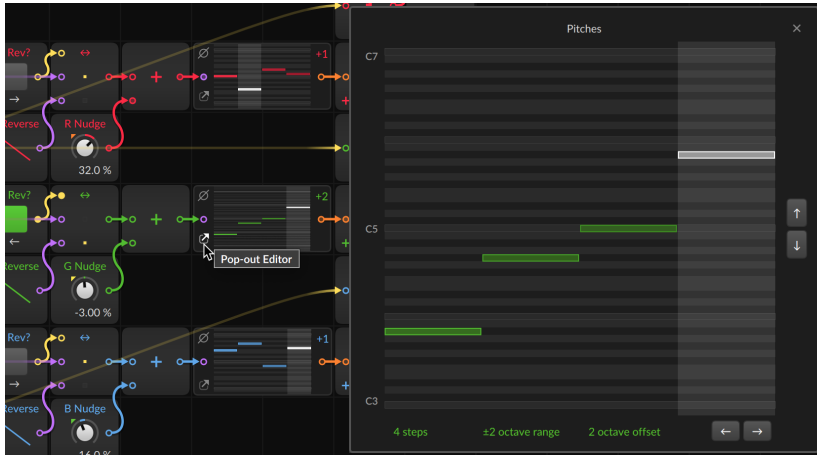 Rev?
↔
+
+1
→
Reverse
R Nudge
32.0 %
Rev?
↔
+
+2
←
Reverse
G Nudge
-3.00 %
Pop-out Editor
Rev?
↔
+
+1
→
Reverse
B Nudge
Pitches
×
C7
C5
C3
↑
↓
4 steps
±2 octave range
2 octave offset
←
→